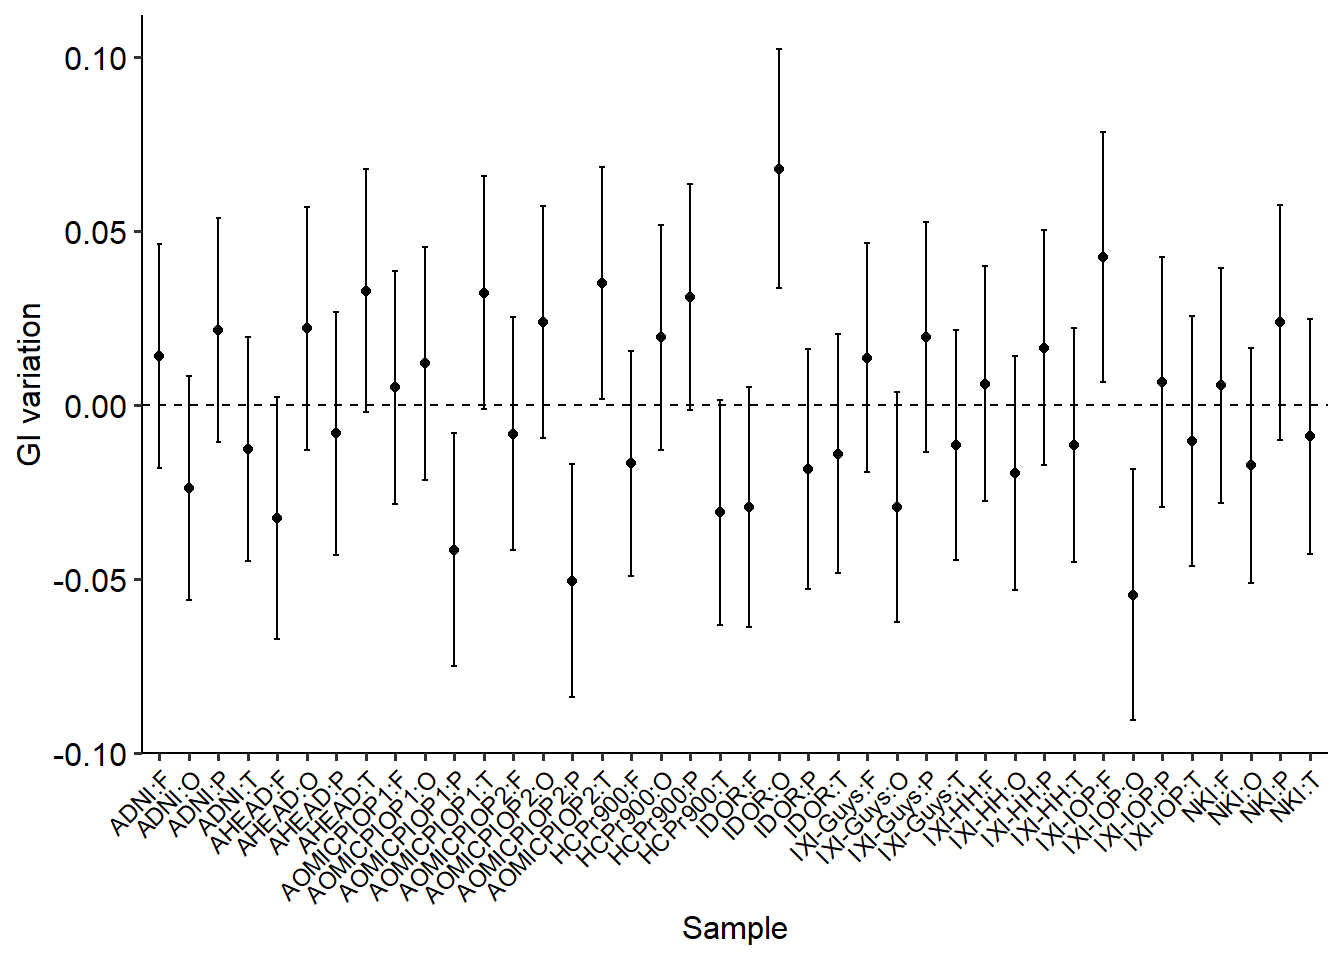 0.10
0.05
0.00
-0.05
-0.10
GI variation
ADNI:F
ADNI:O
ADNI:P
ADNI:T
AHEAD:F
AHEAD:O
AHEAD:P
AHEAD:T
AOMICPIOP1:F
AOMICPIOP1:O
AOMICPIOP1:P
AOMICPIOP1:T
AOMICPIOP2:F
AOMICPIOP2:O
AOMICPIOP2:P
AOMICPIOP2:T
HCPr900:F
HCPr900:O
HCPr900:P
HCPr900:T
IDOR:F
IDOR:O
IDOR:P
IDOR:T
IXI-Guys:F
IXI-Guys:O
IXI-Guys:P
IXI-Guys:T
IXI-HH:F
IXI-HH:O
IXI-HH:P
IXI-HH:T
IXI-IOP:F
IXI-IOP:O
IXI-IOP:P
IXI-IOP:T
NKI:F
NKI:O
NKI:P
NKI:T
Sample